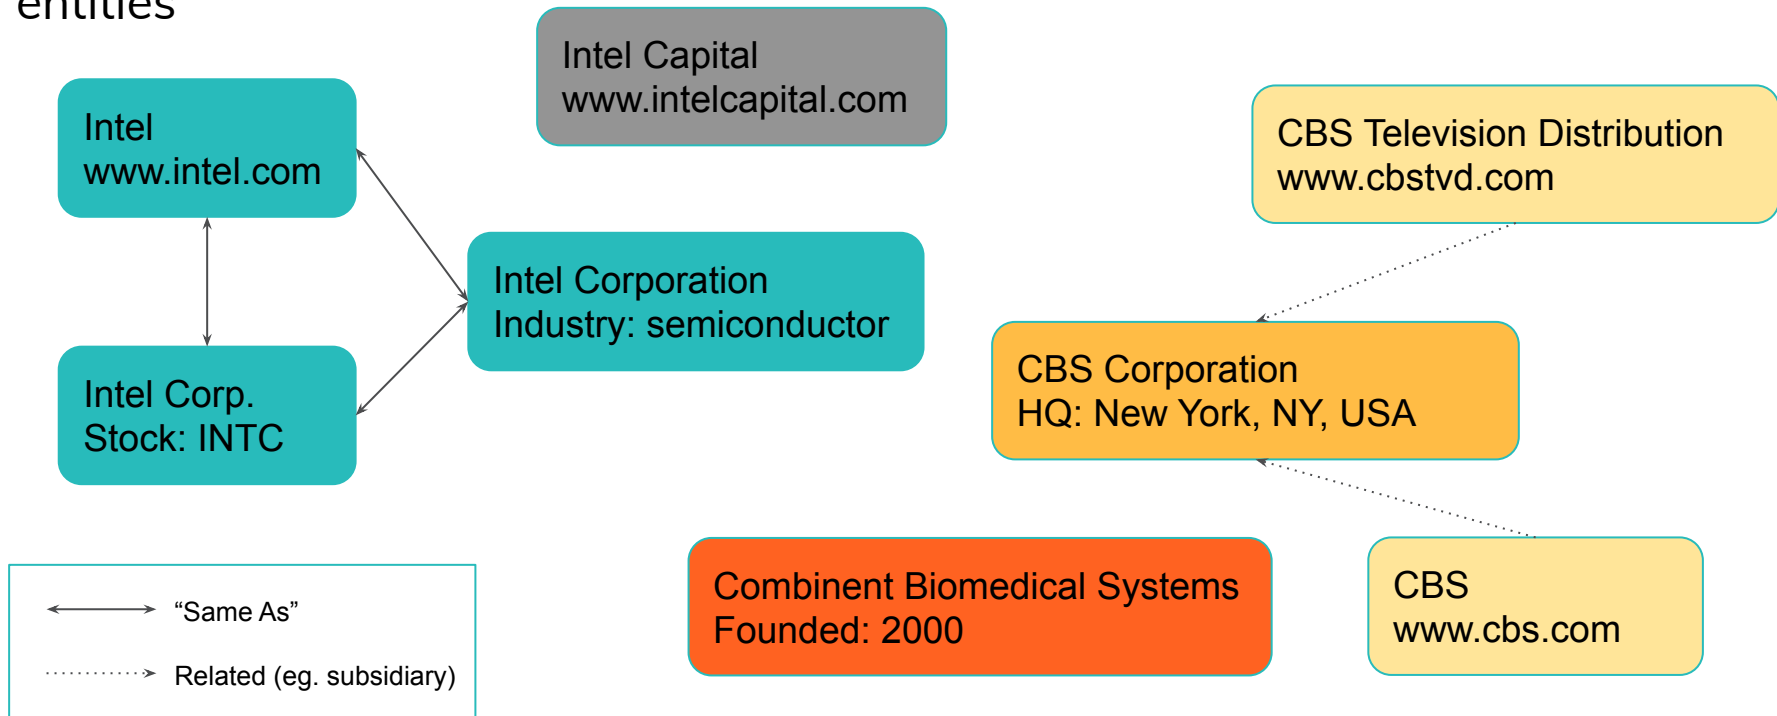 entities
Intel Capital
www.intelcapital.com
Intel
www.intel.com
CBS Television Distribution
www.cbstvd.com
Intel Corporation
Industry: semiconductor
CBS Corporation
HQ: New York, NY, USA
Intel Corp.
Stock: INTC
Combinent Biomedical Systems
Founded: 2000
CBS
www.cbs.com
“Same As”
Related (eg. subsidiary)